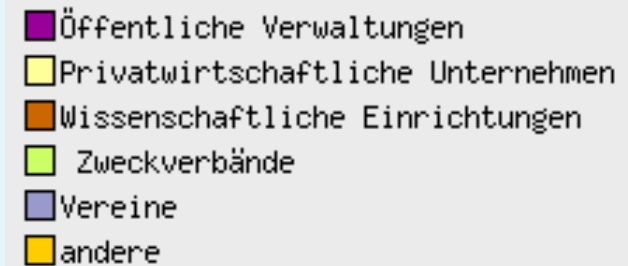 Öffentliche Verwaltungen
Privatwirtschaftliche Unternehmen
Wissenschaftliche Einrichtungen
Zweckverbände
Vereine
andere